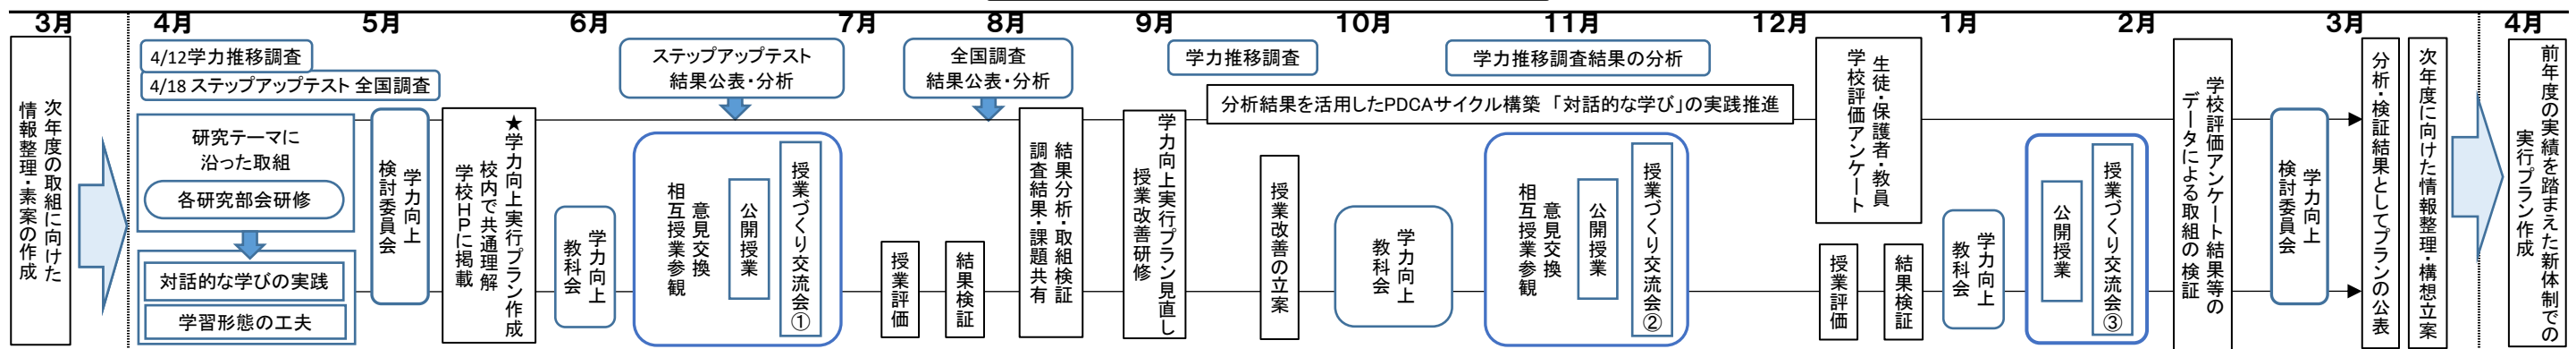 3月
4月
5月
6月
7月
8月
9月
10月
11月
12月
1月
2月
3月
4月
次年度の取組に向けた
情報整理・素案の作成
4/12学力推移調査
4/18 ステップアップテスト 全国調査
研究テーマに
沿った取組
各研究部会研修
対話的な学びの実践
学習形態の工夫
学力向上
検討委員会
★学力向上実行プラン作成
校内で共通理解
学校HPに掲載
学力向上
教科会
ステップアップテスト
結果公表・分析
授業づくり交流会①
公開授業
意見交換
相互授業参観
授業評価
結果検証
全国調査
結果公表・分析
結果分析・取組検証
調査結果・課題共有
学力向上実行プラン見直し
授業改善研修
学力推移調査
分析結果を活用したPDCAサイクル構築 「対話的な学び」の実践推進
授業改善の立案
学力向上
教科会
学力推移調査結果の分析
授業づくり交流会②
公開授業
意見交換
相互授業参観
生徒・保護者・教員
学校評価アンケート
授業評価
結果検証
学力向上
教科会
授業づくり交流会③
公開授業
学校評価アンケート結果等の
データによる取組の 検証
学力向上
検討委員会
分析・検証結果としてプランの公表
次年度に向けた情報整理・構想立案
前年度の実績を踏まえた新体制での
実行プラン作成